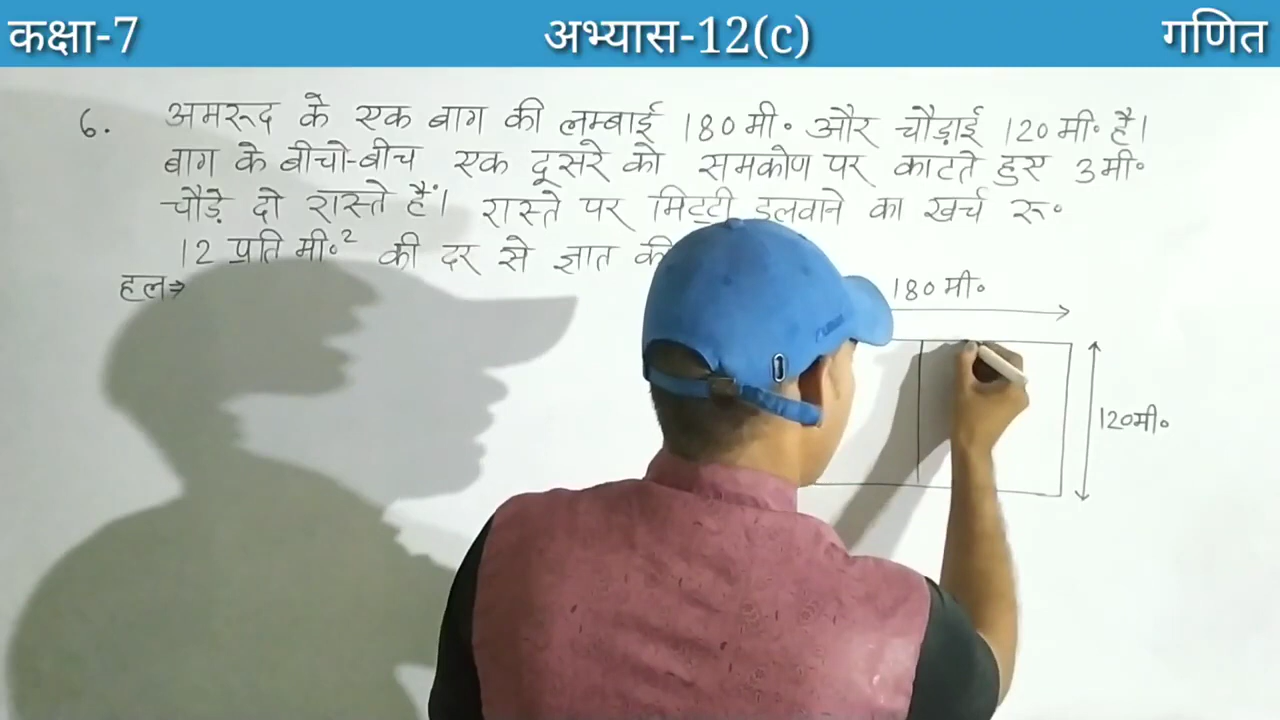 कक्षा-7 अभ्यास-12(c) गणित
6. अमरूद के एक बाग की लम्बाई 180 मी॰ और चौड़ाई 120 मी॰ है।
बाग के बीचो-बीच एक दूसरे को समकोण पर काटते हुए 3 मी॰
चौड़े दो रास्ते हैं। रास्ते पर मिट्टी डलवाने का खर्च रू॰
12 प्रति मी॰² की दर से ज्ञात की
हल⇒
180 मी॰
120 मी॰